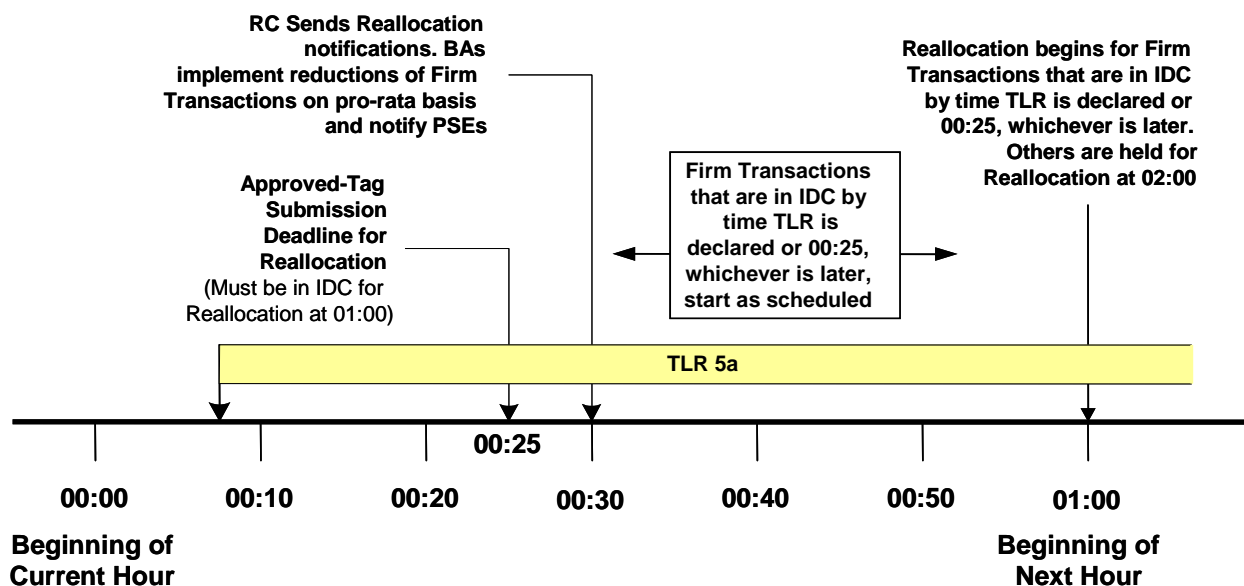 RC Sends Reallocation
notifications. BAs
implement reductions of Firm
Transactions on pro-rata basis
and notify PSEs
Reallocation begins for Firm
Transactions that are in IDC
by time TLR is declared or
00:25, whichever is later.
Others are held for
Reallocation at 02:00
Approved-Tag
Submission
Deadline for
Reallocation
(Must be in IDC for
Reallocation at 01:00)
Firm Transactions
that are in IDC by
time TLR is
declared or 00:25,
whichever is later,
start as scheduled
TLR 5a
00:25
00:00
00:10
00:20
00:30
00:40
00:50
01:00
Beginning of
Current Hour
Beginning of
Next Hour